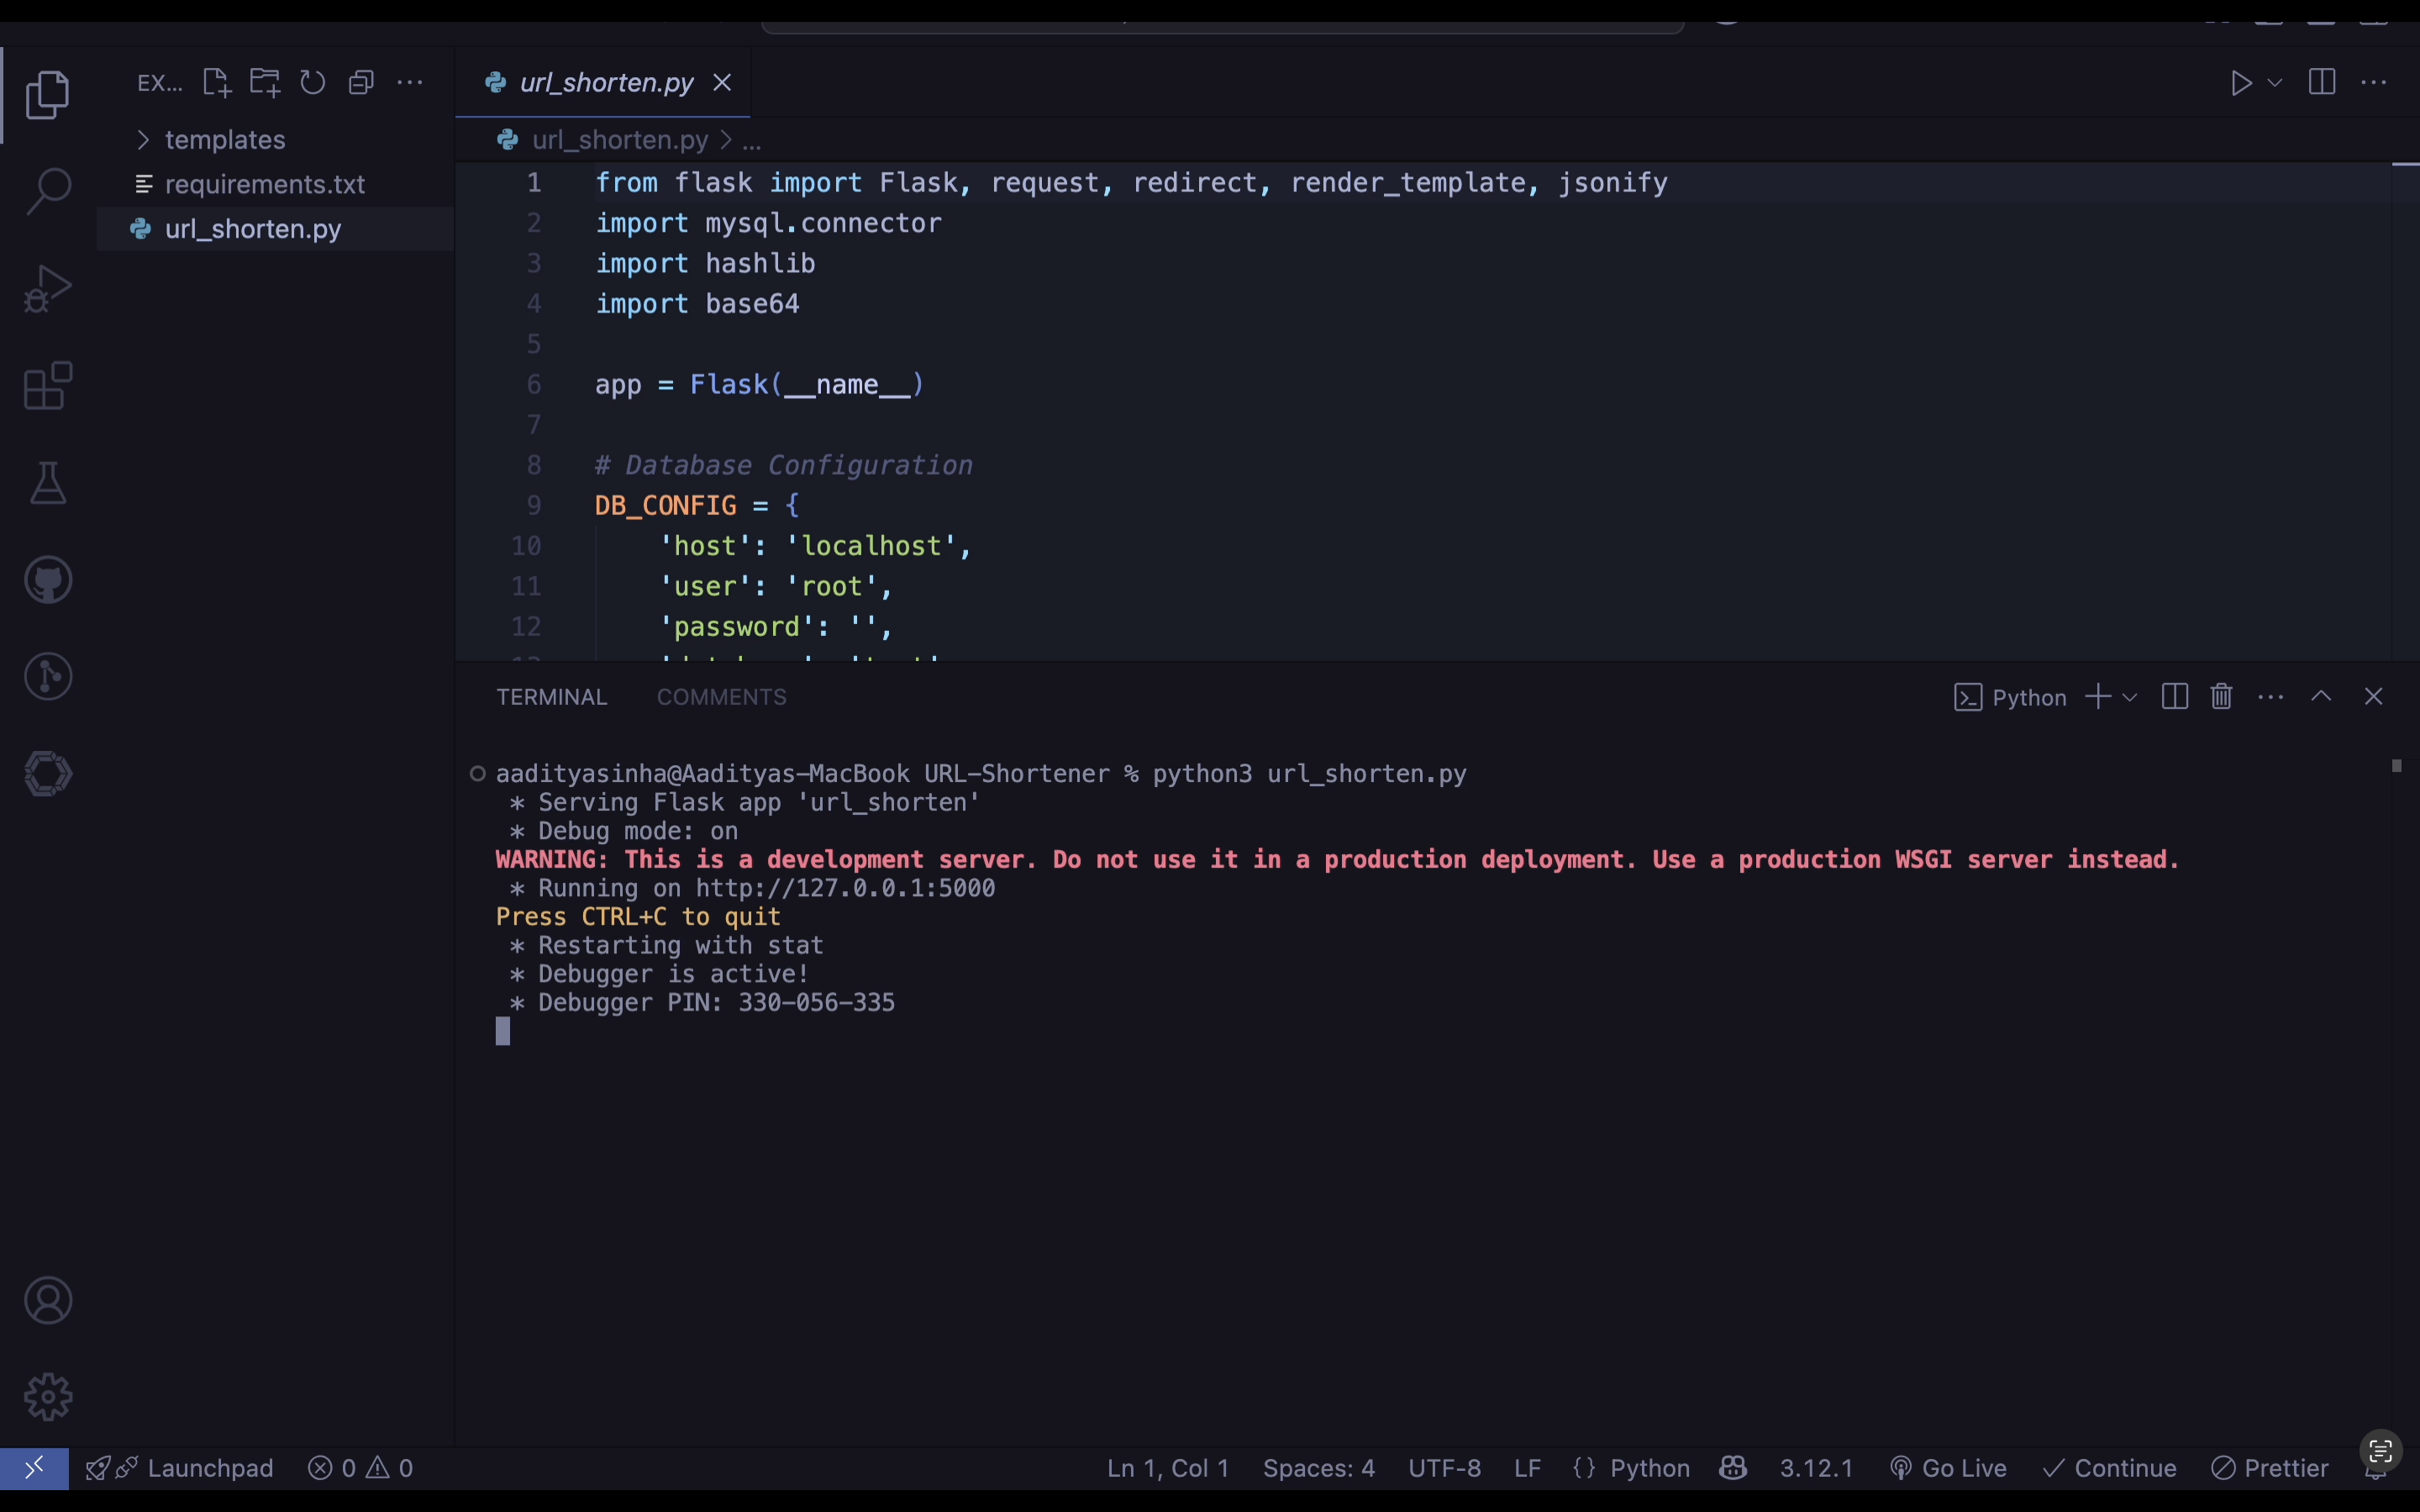 EX...
templates
requirements.txt
url_shorten.py
url_shorten.py
url_shorten.py > ...
1 from flask import Flask, request, redirect, render_template, jsonify
2 import mysql.connector
3 import hashlib
4 import base64
5
6 app = Flask(__name__)
7
8 # Database Configuration
9 DB_CONFIG = {
10 'host': 'localhost',
11 'user': 'root',
12 'password': '',
TERMINAL COMMENTS
Python
aadityasinha@Aadityas-MacBook URL-Shortener % python3 url_shorten.py
* Serving Flask app 'url_shorten'
* Debug mode: on
WARNING: This is a development server. Do not use it in a production deployment. Use a production WSGI server instead.
* Running on http://127.0.0.1:5000
Press CTRL+C to quit
* Restarting with stat
* Debugger is active!
* Debugger PIN: 330-056-335
Launchpad 0 0 Ln 1, Col 1 Spaces: 4 UTF-8 LF {} Python 3.12.1 Go Live Continue Prettier